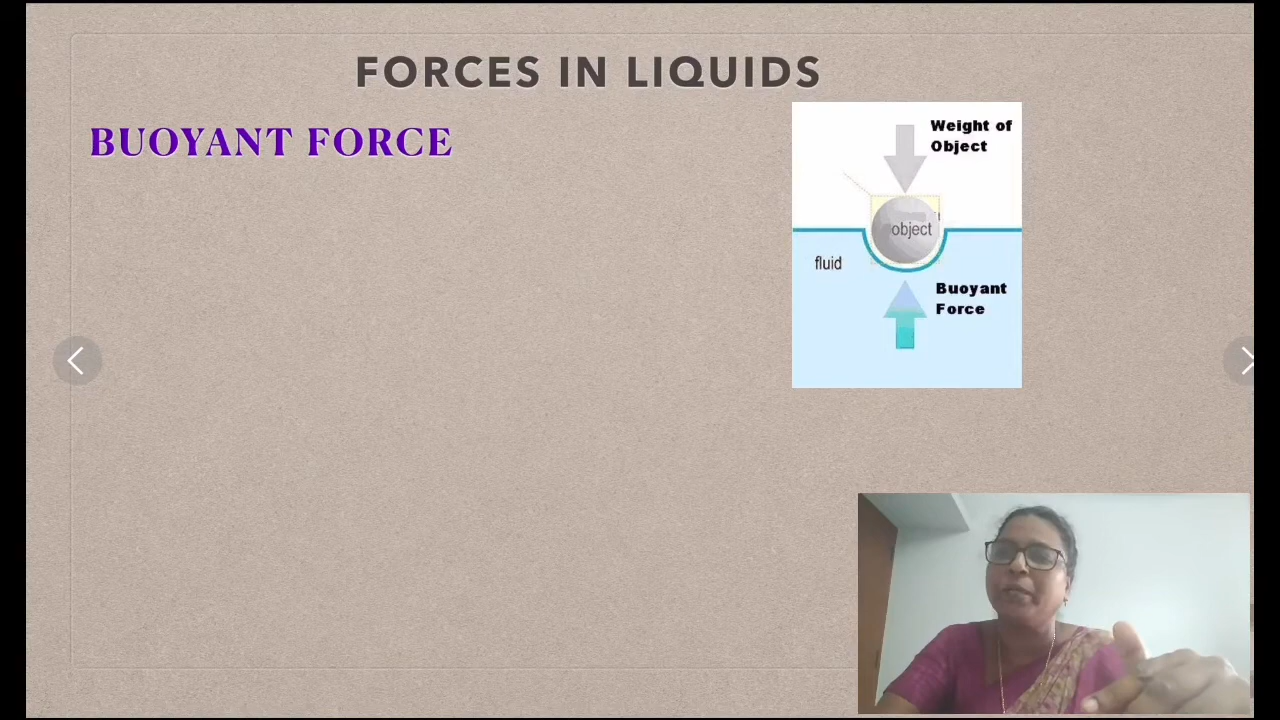 FORCES IN LIQUIDS
BUOYANT FORCE
Weight of
Object
object
fluid
Buoyant
Force